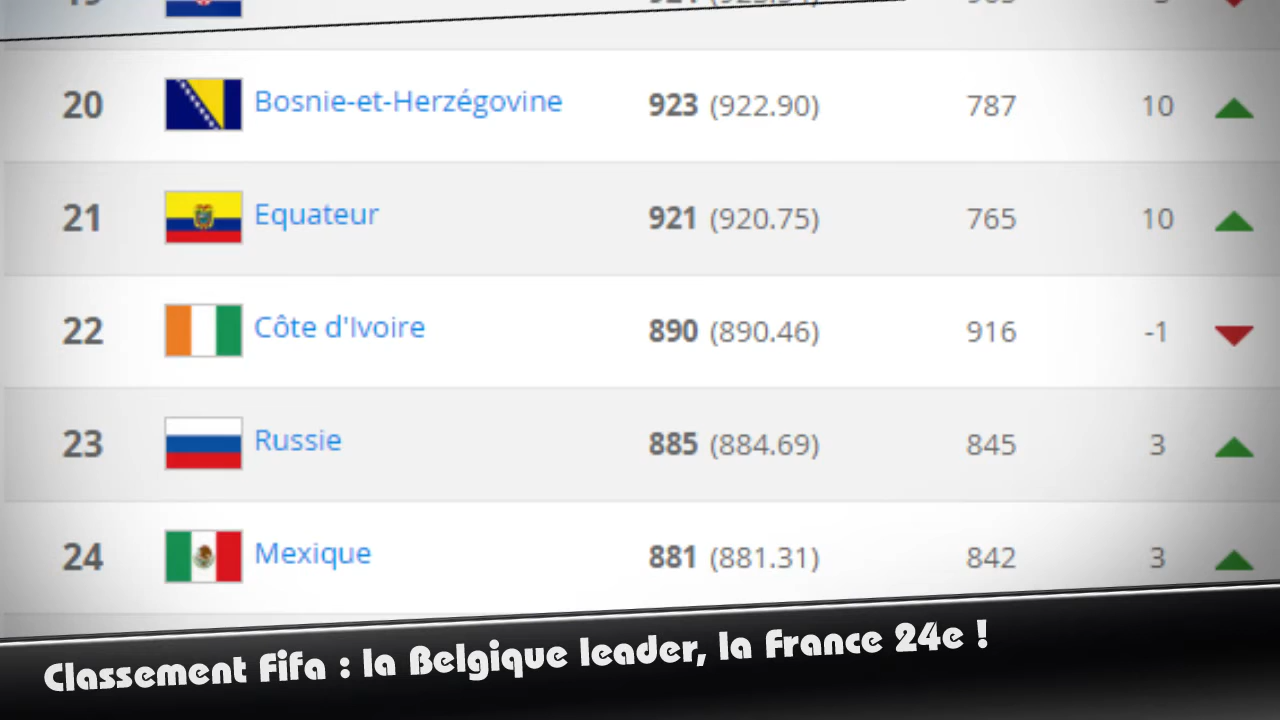 20 Bosnie-et-Herzégovine 923 (922.90) 787 10
21 Equateur 921 (920.75) 765 10
22 Côte d'Ivoire 890 (890.46) 916 -1
23 Russie 885 (884.69) 845 3
24 Mexique 881 (881.31) 842 3
Classement Fifa : la Belgique leader, la France 24e !